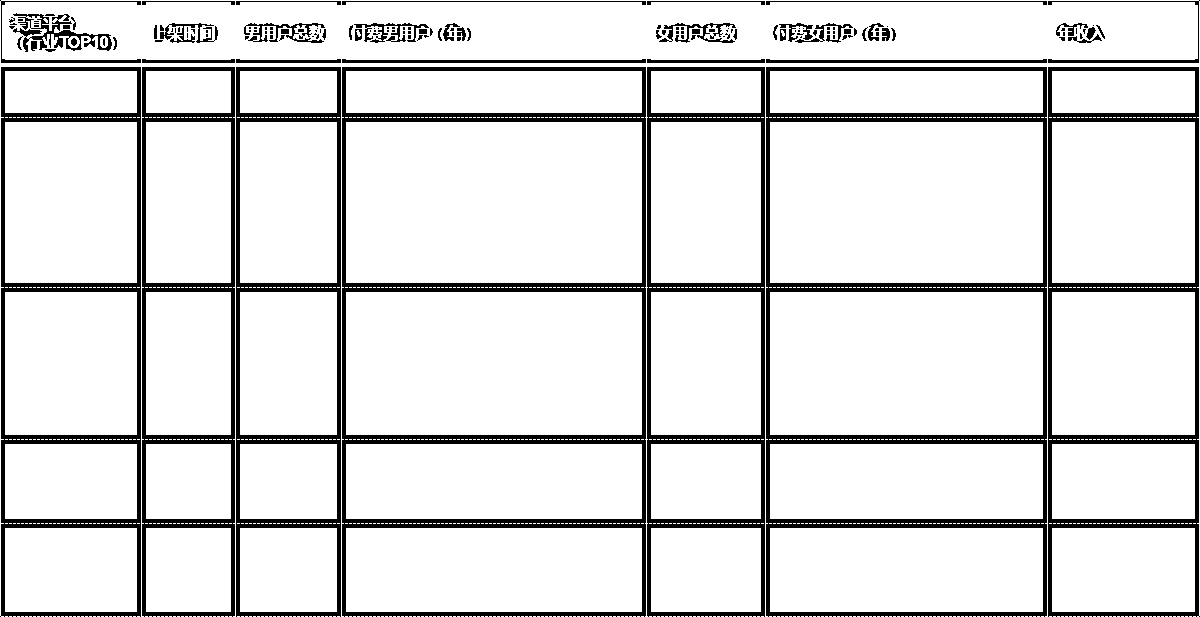 渠道平台
（行业TOP10）
上架时间
男用户总数
付费男用户（年）
女用户总数
付费女用户（年）
年收入